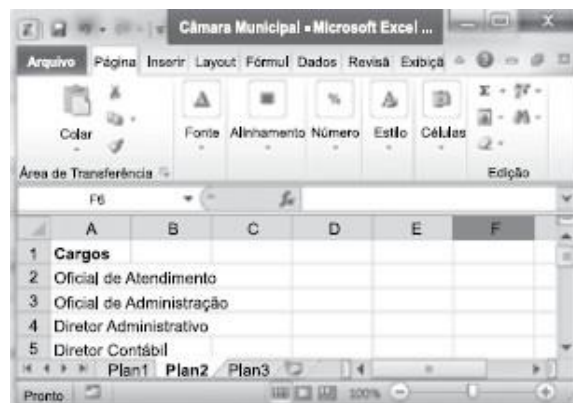 Câmara Municipal - Microsoft Excel ...
Arquivo Página Inserir Layout Fórmul Dados Revisã Exibiçã
Colar Fonte Alinhamento Número Estilo Células
Área de Transferência Edição
F6 fx
A B C D E F
1 Cargos
2 Oficial de Atendimento
3 Oficial de Administração
4 Diretor Administrativo
5 Diretor Contábil
Plan1 Plan2 Plan3
Pronto 100%